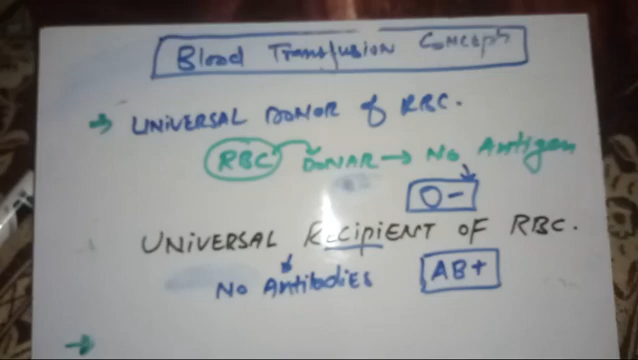 Blood Transfusion Concepts
→ UNIVERSAL DONOR of RBC.
RBC DONAR → No Antigen
O-
UNIVERSAL RecipiENT OF RBC.
No Antibodies AB+
→